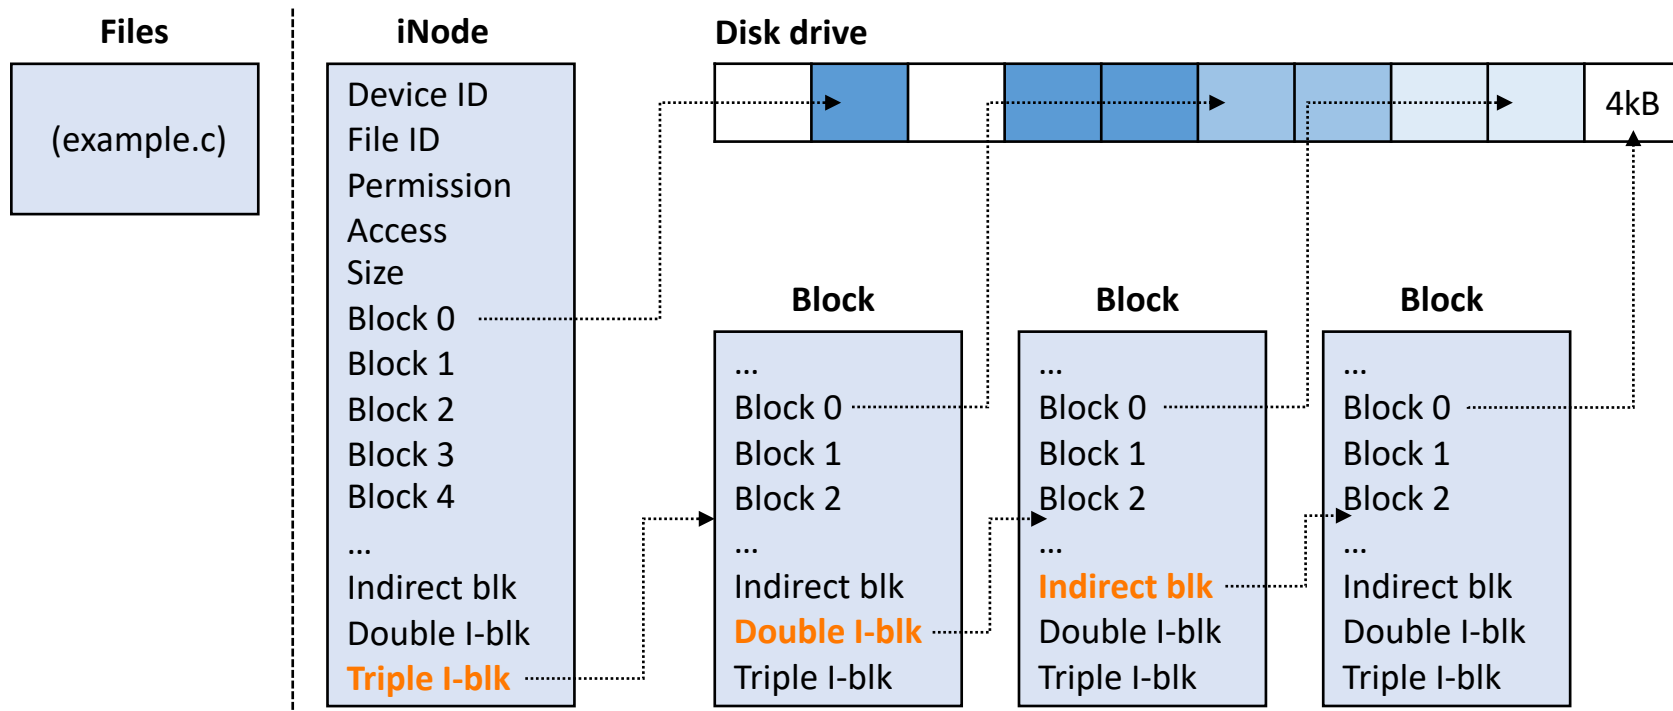 Files
(example.c)
iNode
Device ID
File ID
Permission
Access
Size
Block 0
Block 1
Block 2
Block 3
Block 4
...
Indirect blk
Double I-blk
Triple I-blk
Disk drive
4kB
Block
...
Block 0
Block 1
Block 2
...
Indirect blk
Double I-blk
Triple I-blk
Block
...
Block 0
Block 1
Block 2
...
Indirect blk
Double I-blk
Triple I-blk
Block
...
Block 0
Block 1
Block 2
...
Indirect blk
Double I-blk
Triple I-blk